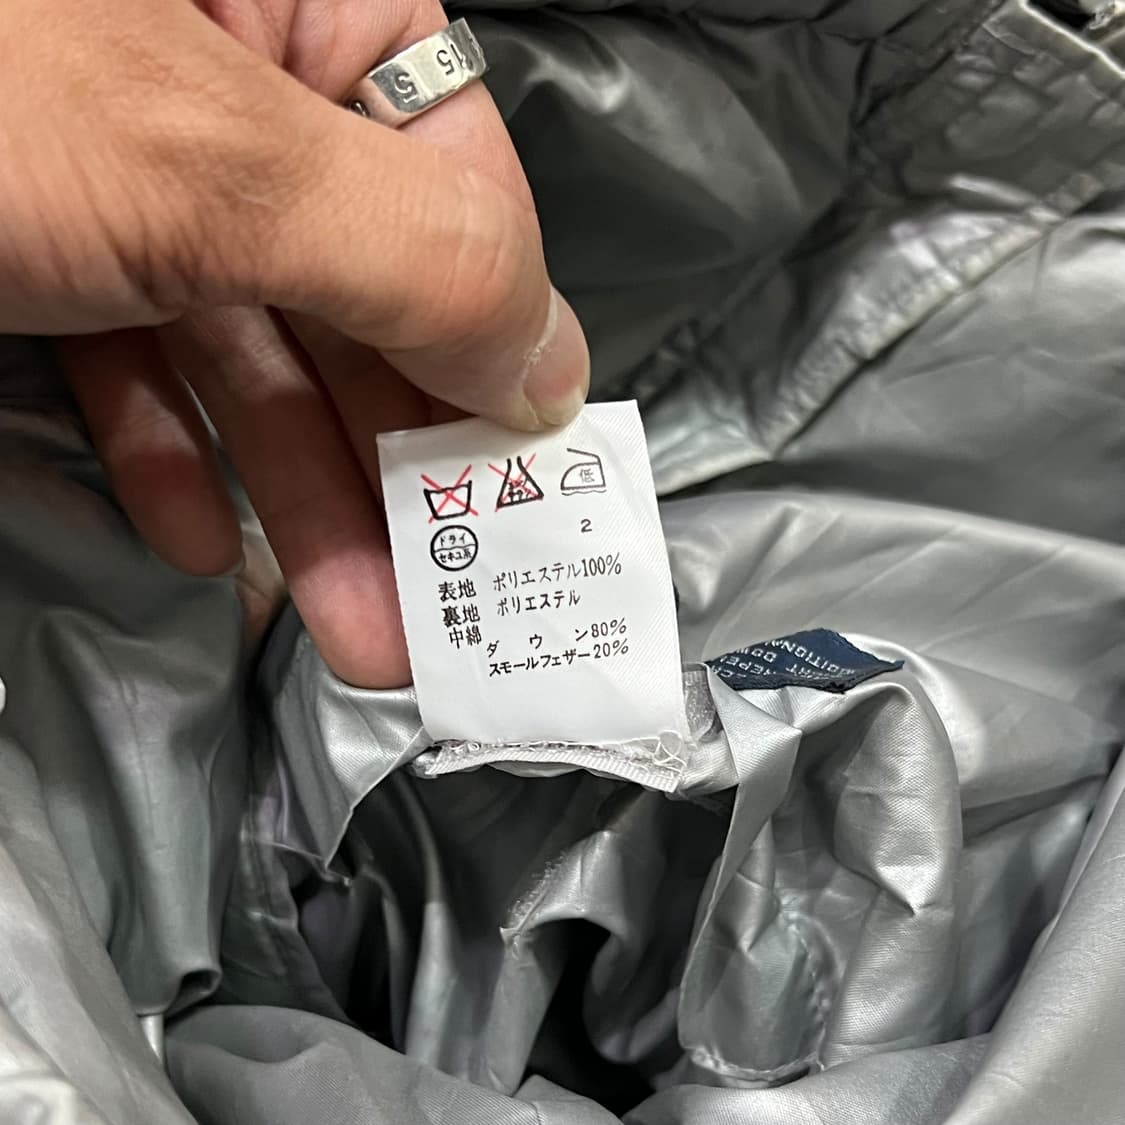 5
15
低
2
ドライ
セキユ系
表地 ポリエステル100%
裏地 ポリエステル
中綿 ダウン80%
スモールフェザー20%